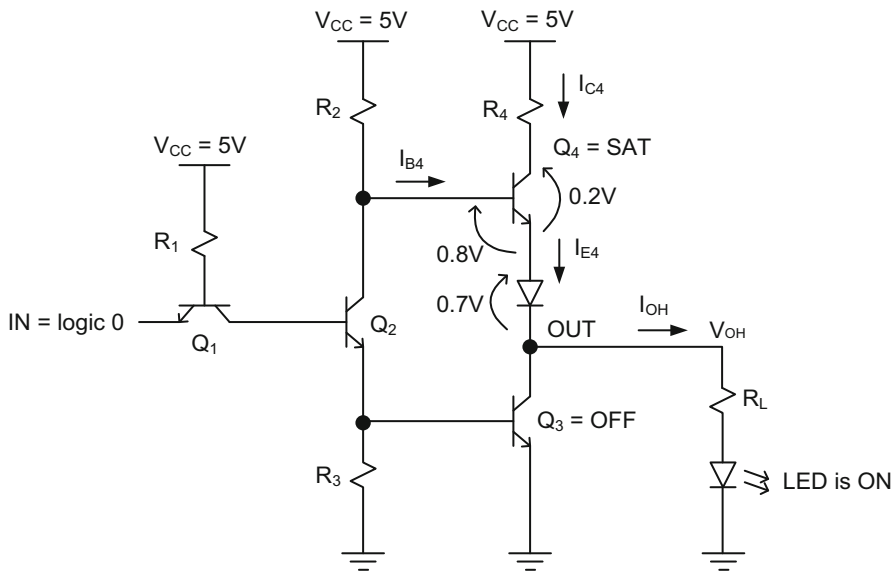 V_CC = 5V
V_CC = 5V
R_2
R_4
I_C4
V_CC = 5V
Q_4 = SAT
I_B4
0.2V
R_1
0.8V
I_E4
0.7V
I_OH
IN = logic 0
Q_1
Q_2
OUT
V_OH
R_L
Q_3 = OFF
R_3
LED is ON